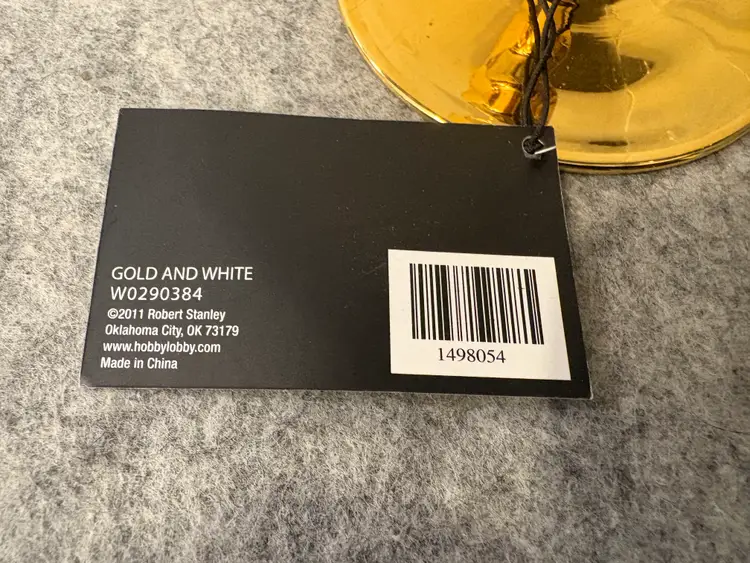 GOLD AND WHITE
W0290384
©2011 Robert Stanley
Oklahoma City, OK 73179
www.hobbylobby.com
Made in China
1498054